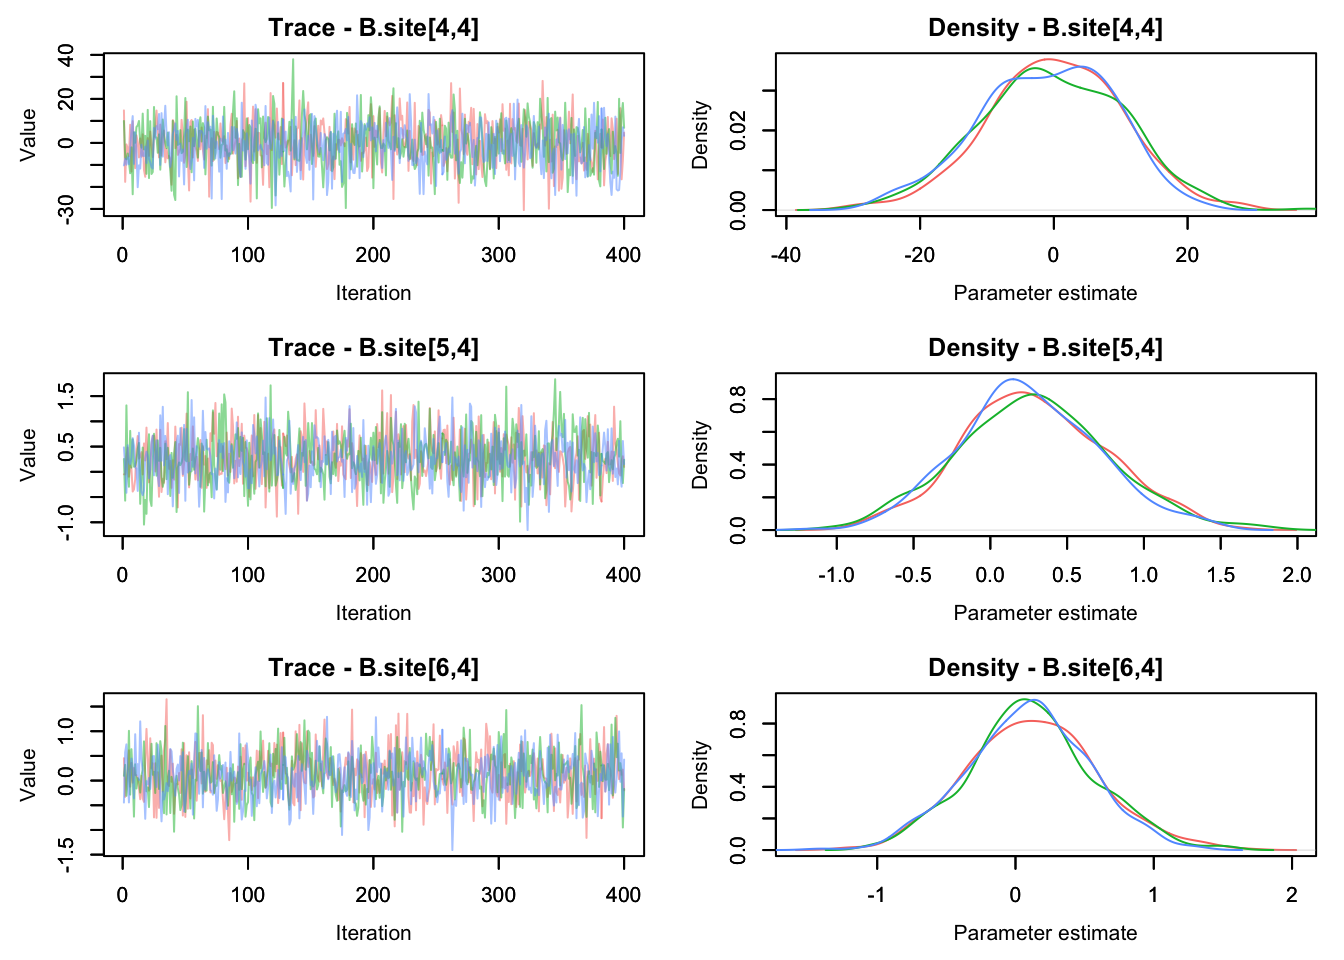 Trace - B.site[4,4]
Value
40
20
0
-30
0 100 200 300 400
Iteration
Density - B.site[4,4]
Density
0.02
0.00
-40 -20 0 20
Parameter estimate
Trace - B.site[5,4]
Value
1.5
0.5
-1.0
0 100 200 300 400
Iteration
Density - B.site[5,4]
Density
0.8
0.4
0.0
-1.0 -0.5 0.0 0.5 1.0 1.5 2.0
Parameter estimate
Trace - B.site[6,4]
Value
1.0
0.0
-1.5
0 100 200 300 400
Iteration
Density - B.site[6,4]
Density
0.8
0.4
0.0
-1 0 1 2
Parameter estimate